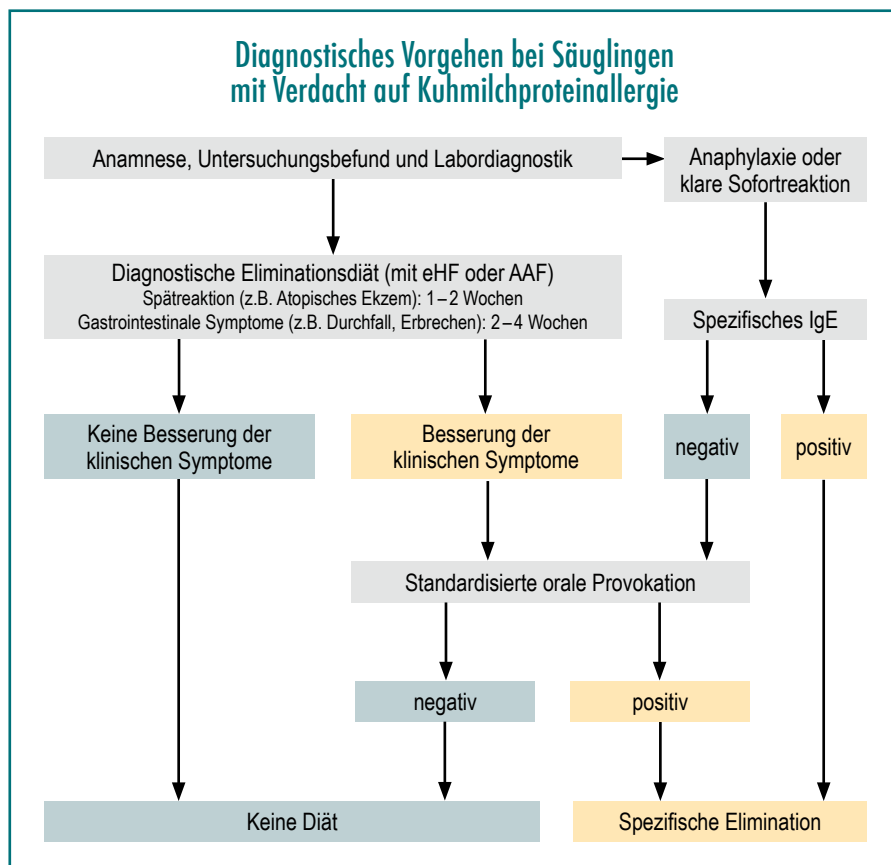 Diagnostisches Vorgehen bei Säuglingen
mit Verdacht auf Kuhmilchproteinallergie
Anamnese, Untersuchungsbefund und Labordiagnostik
Anaphylaxie oder
klare Sofortreaktion
Diagnostische Eliminationsdiät (mit eHF oder AAF)
Spätreaktion (z.B. Atopisches Ekzem): 1–2 Wochen
Gastrointestinale Symptome (z.B. Durchfall, Erbrechen): 2–4 Wochen
Spezifisches IgE
Keine Besserung der
klinischen Symptome
Besserung der
klinischen Symptome
negativ
positiv
Standardisierte orale Provokation
negativ
positiv
Keine Diät
Spezifische Elimination